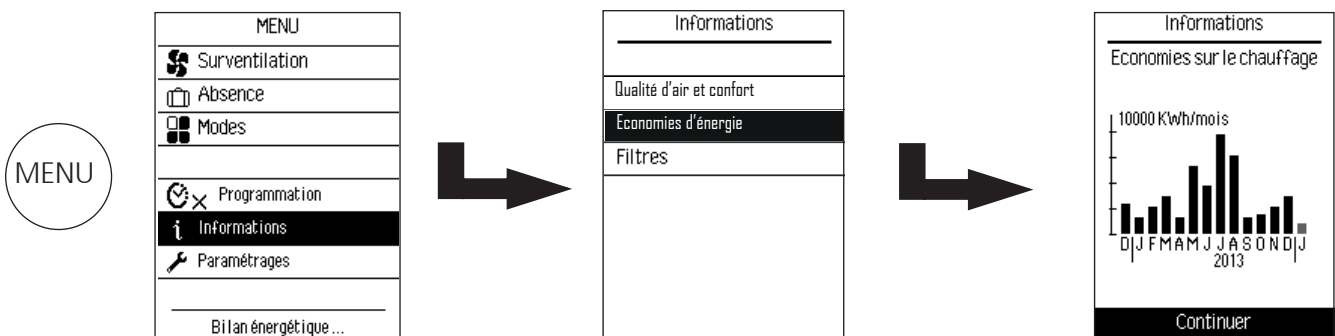 MENU
MENU
Surventilation
Absence
Modes
Programmation
Informations
Paramétrages
Bilan énergétique ...
Informations
Qualité d'air et confort
Economies d'énergie
Filtres
Informations
Economies sur le chauffage
10000 KWh/mois
D J F M A M J J A S O N D J
2013
Continuer